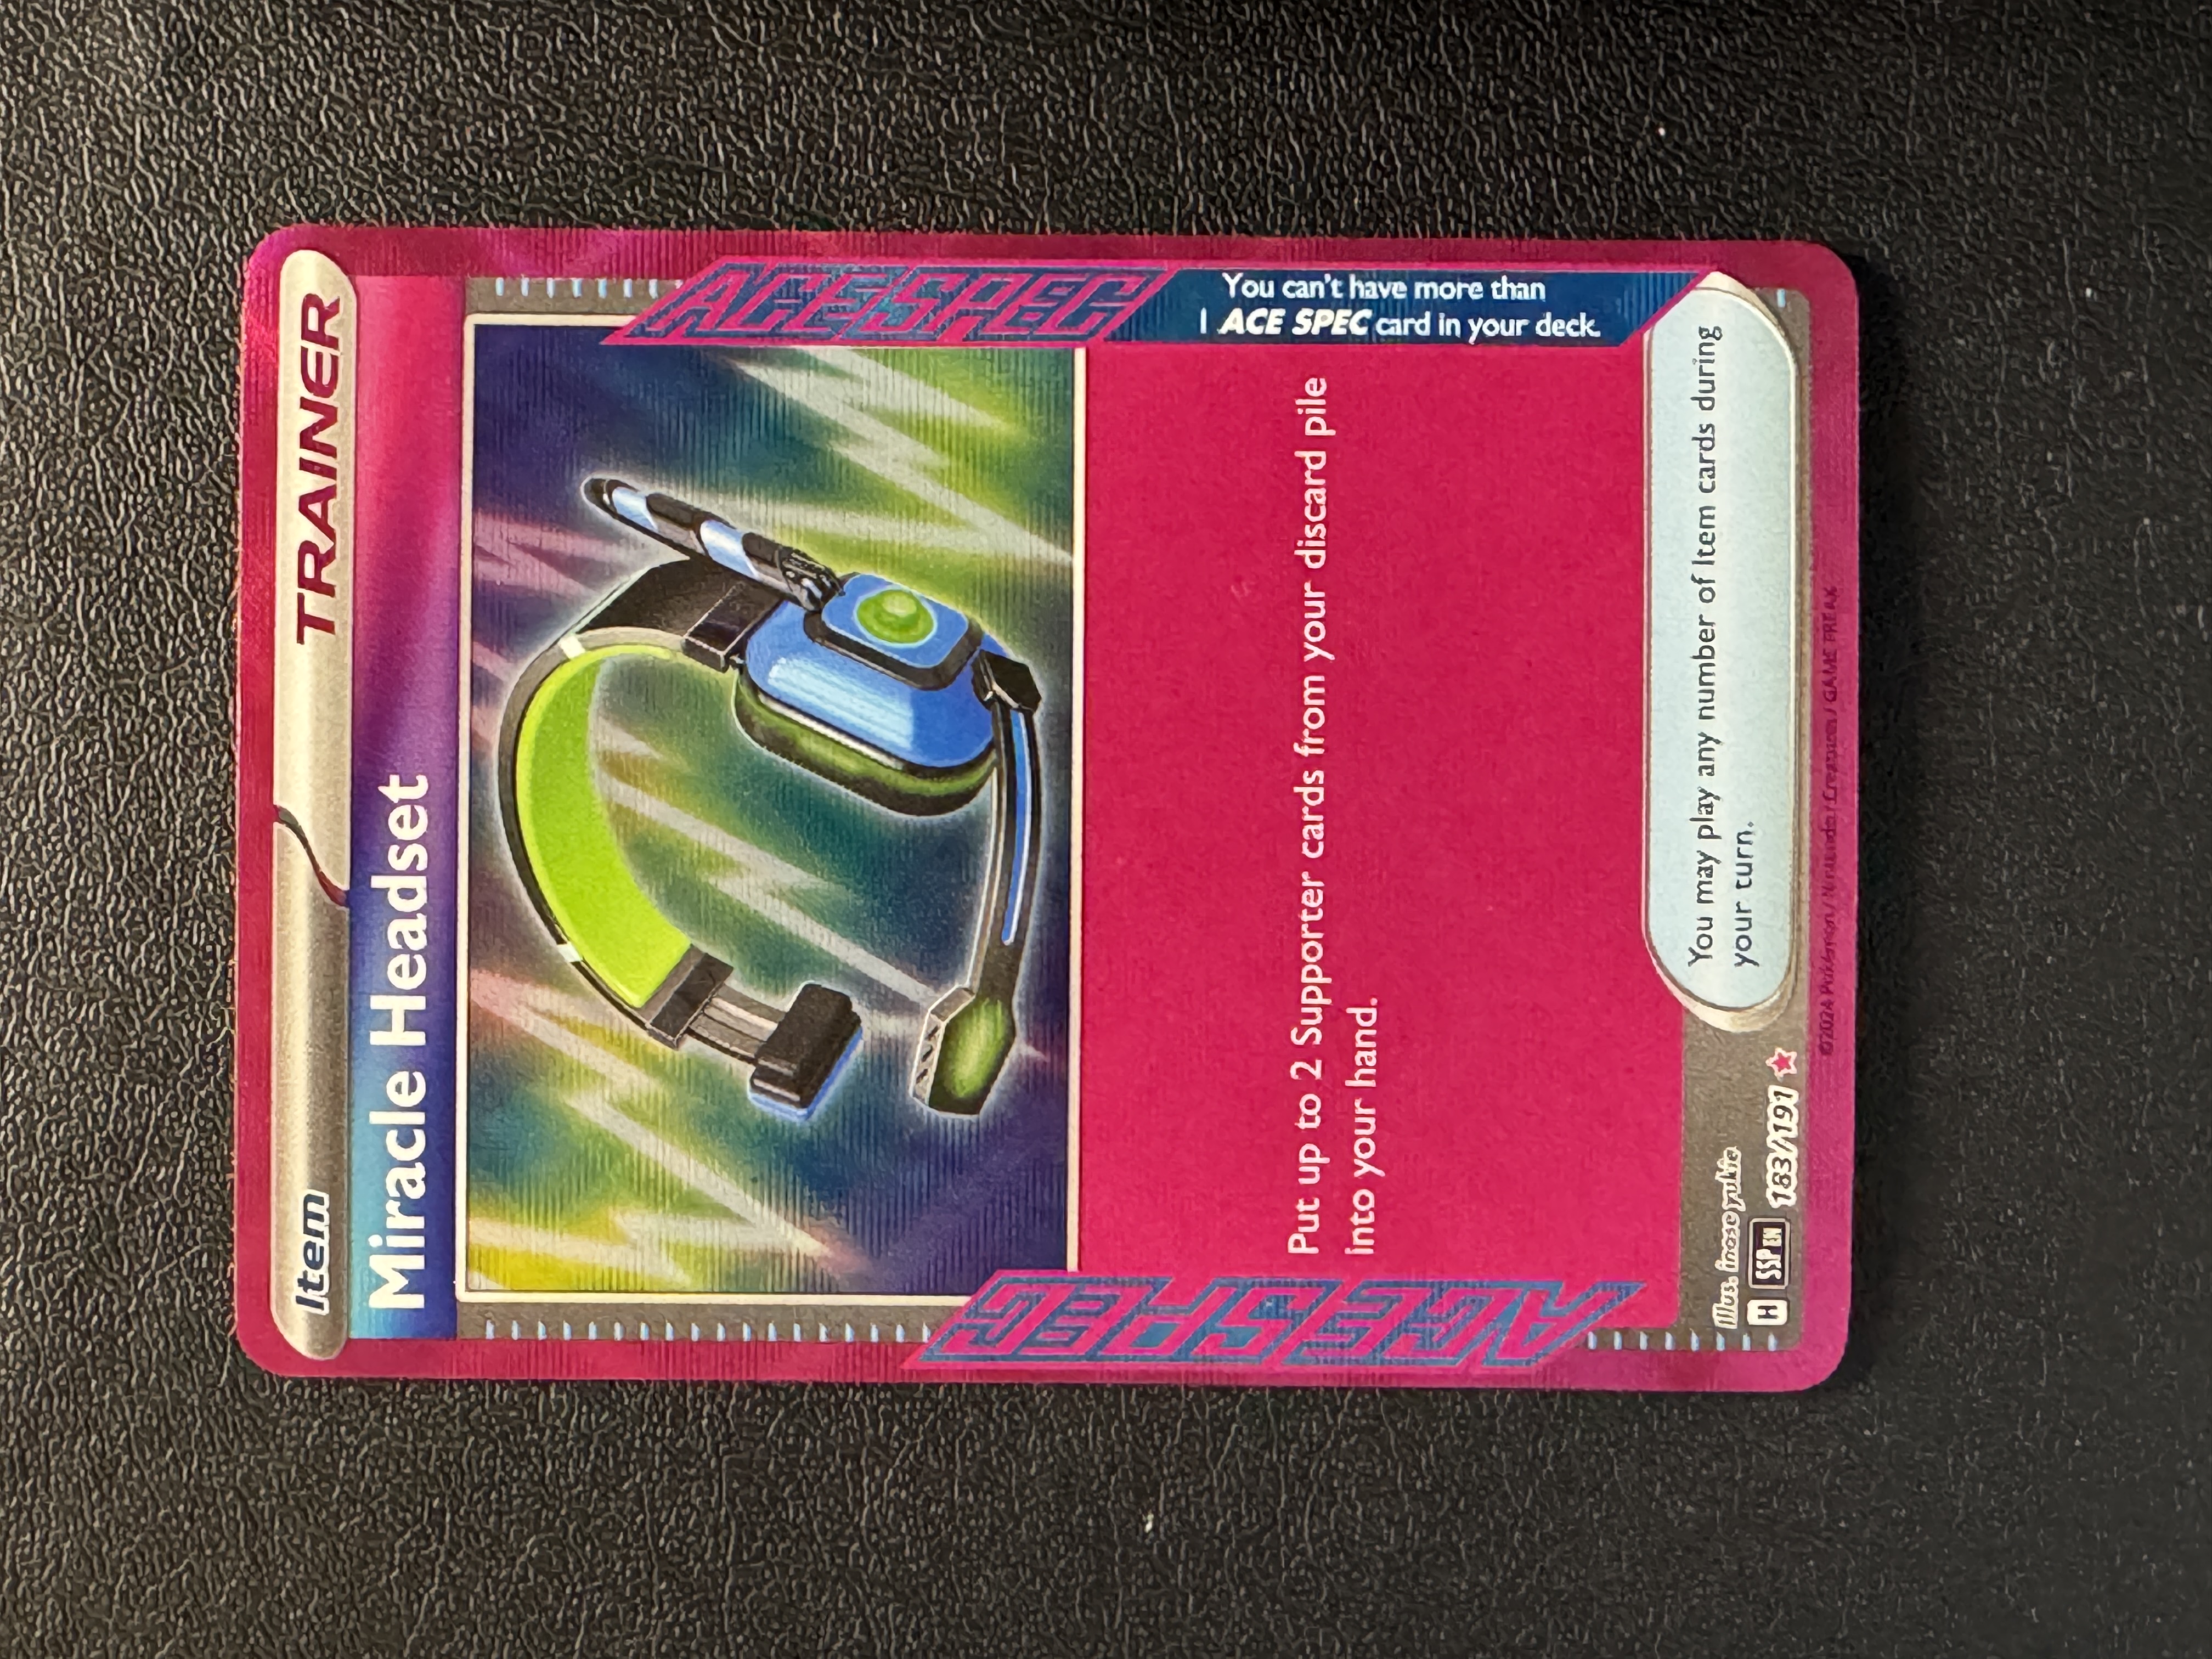 Item
TRAINER
Miracle Headset
ACE SPEC
You can't have more than
1 ACE SPEC card in your deck.
Put up to 2 Supporter cards from your discard pile
into your hand.
ACE SPEC
You may play any number of Item cards during
your turn.
Illus. inose yukie
H SSP EN 183/191
©2024 Pokémon / Nintendo / Creatures / GAME FREAK